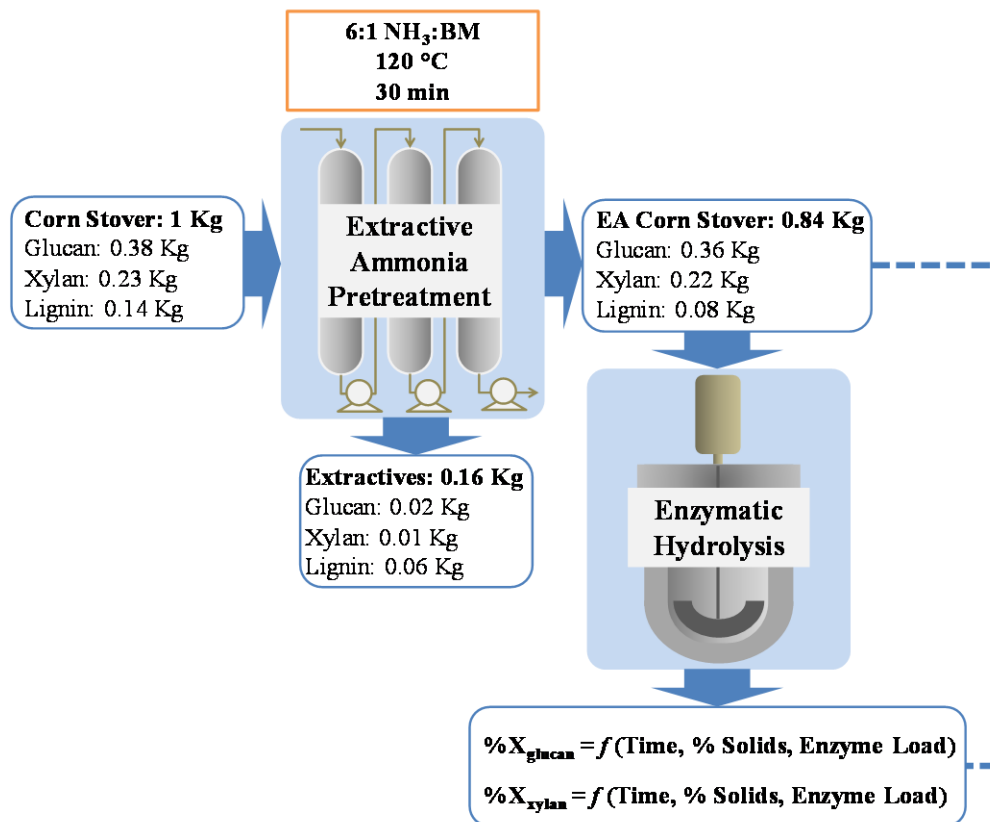 6:1 NH₃:BM
120 °C
30 min
Corn Stover: 1 Kg
Glucan: 0.38 Kg
Xylan: 0.23 Kg
Lignin: 0.14 Kg
Extractive
Ammonia
Pretreatment
EA Corn Stover: 0.84 Kg
Glucan: 0.36 Kg
Xylan: 0.22 Kg
Lignin: 0.08 Kg
Extractives: 0.16 Kg
Glucan: 0.02 Kg
Xylan: 0.01 Kg
Lignin: 0.06 Kg
Enzymatic
Hydrolysis
%Xglucan = f (Time, % Solids, Enzyme Load)
%Xxylan = f (Time, % Solids, Enzyme Load)